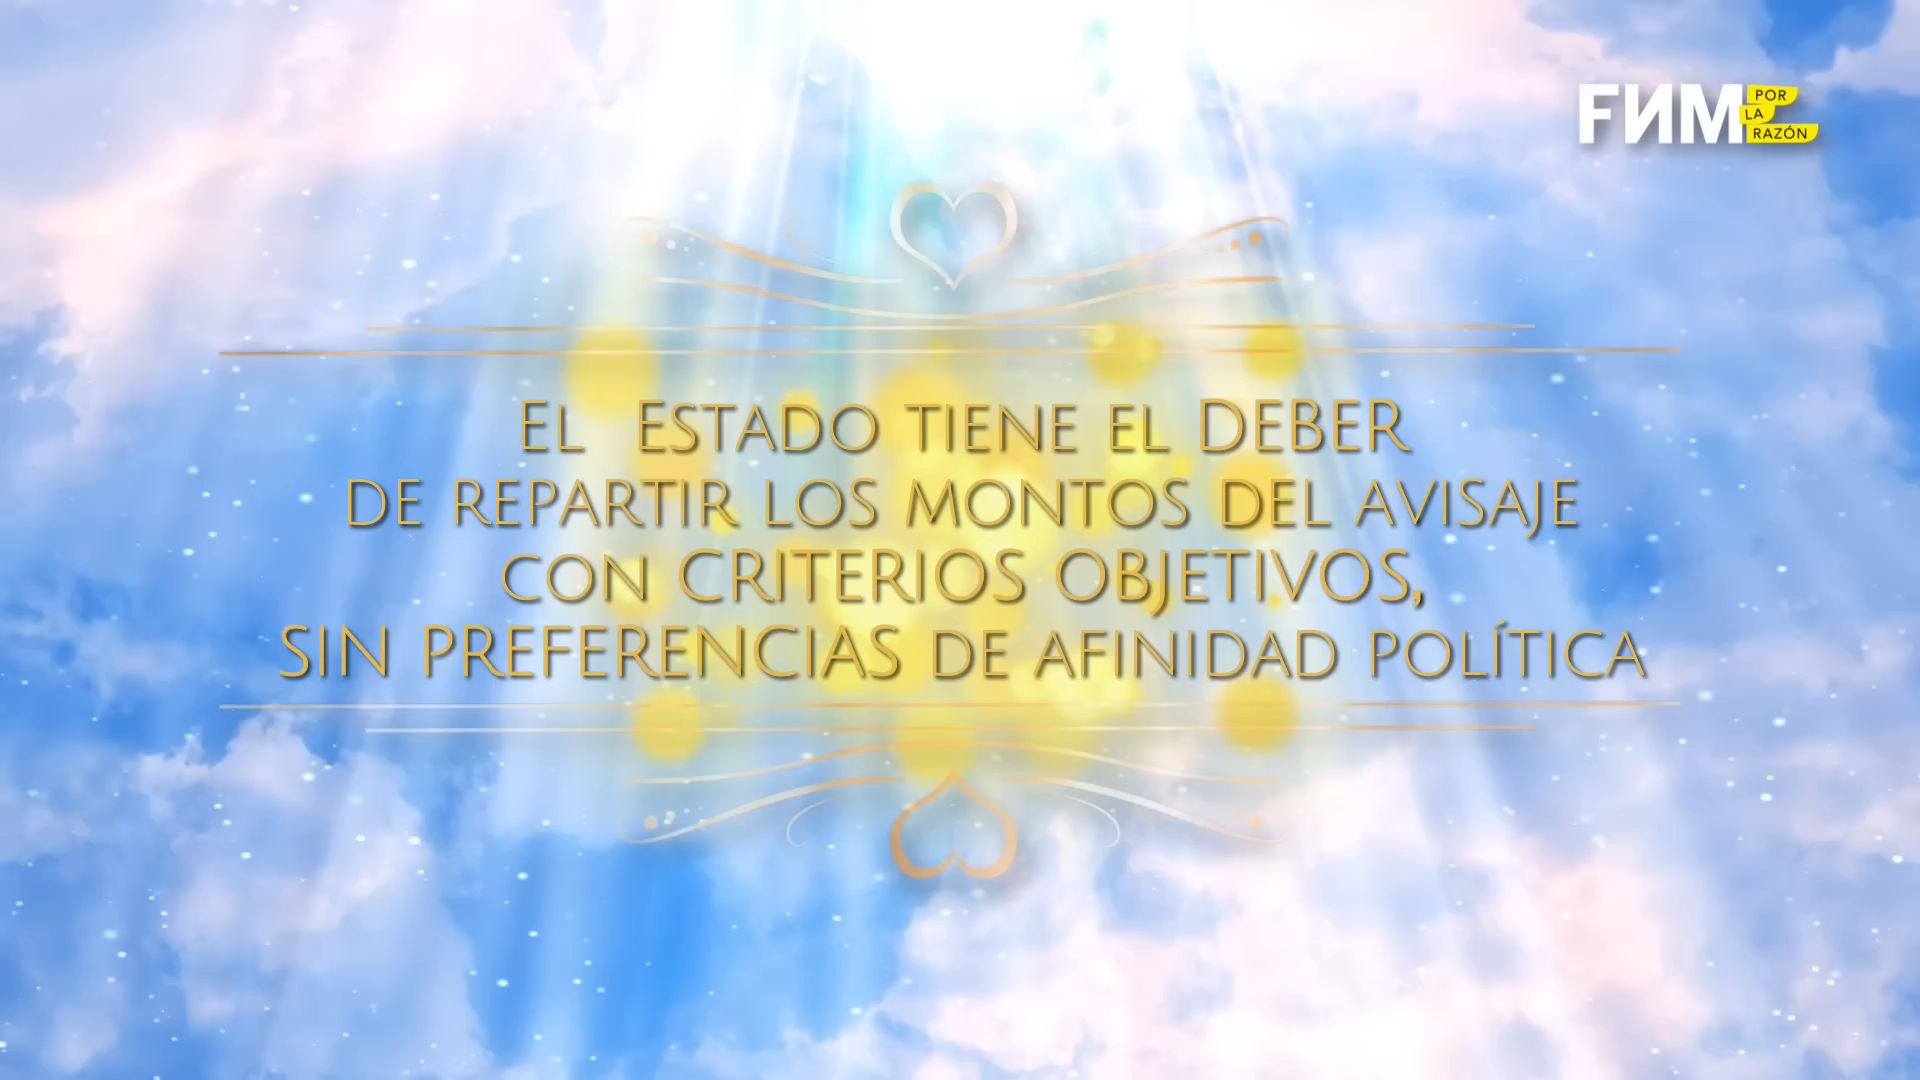 FИM
POR
LA
RAZÓN
EL ESTADO TIENE EL DEBER
DE REPARTIR LOS MONTOS DEL AVISAJE
CON CRITERIOS OBJETIVOS,
SIN PREFERENCIAS DE AFINIDAD POLÍTICA